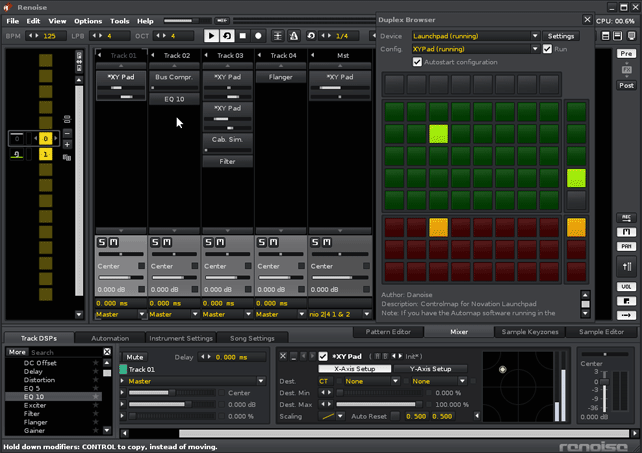 Renoise
File Edit View Options Tools Help
CPU: 00.6%
BPM. 125 LPB 4 OCT 4 1/4
Duplex Browser
Device Launchpad (running) Settings
Config. XYPad (running) Run
Autostart configuration
Pre
FX
Post
Track 01 Track 02 Track 03 Track 04 Mst
*XY Pad Bus Compr. *XY Pad Flanger *XY Pad
EQ 10
*XY Pad
Cab. Sim.
Filter
0
1
S M S M S M S M
Center Center Center Center Center
0.000 dB 0.000 dB 0.000 dB 0.000 dB 0.000 dB
0.000 ms 0.000 ms 0.000 ms 0.000 ms
Master Master Master Master nio 2|4 1 & 2
Author: Danoise
Description: Controlmap for Novation Launchpad
Note: If you have the Automap software running in the
REC
M
PAN
VOL
Track DSPs Automation Instrument Settings Song Settings
Pattern Editor Mixer Sample Keyzones Sample Editor
More Search
DC Offset
Delay
Distortion
EQ 5
EQ 10
Exciter
Filter
Flanger
Gainer
Mute Delay 0.000 ms
Track 01
Master
Center
0.000 dB
0.000 %
*XY Pad Init*
X-Axis Setup Y-Axis Setup
Dest. CT None None
Dest. Min 0.000 %
Dest. Max 100.000 %
Scaling Auto Reset 0.500 0.500
Center
3
0
-3
-9
-36
Hold down modifiers: CONTROL to copy, instead of moving.
renoise